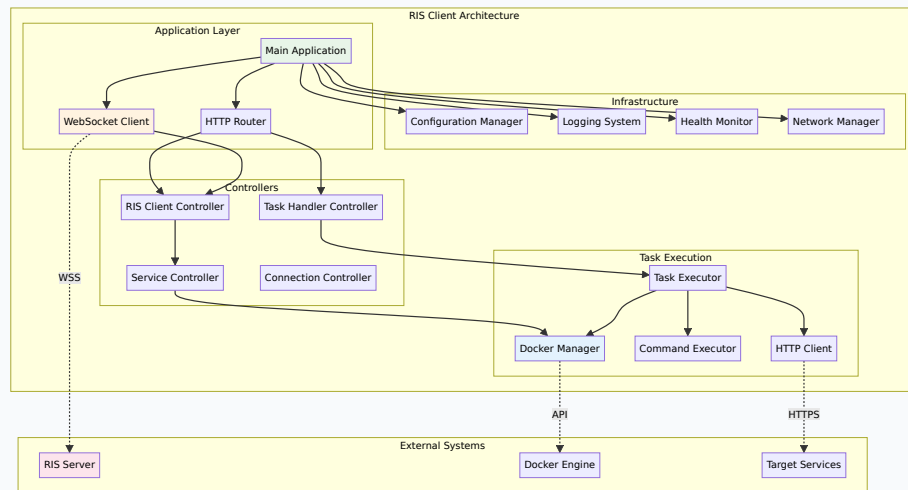 RIS Client Architecture
Application Layer
Main Application
WebSocket Client
HTTP Router
Infrastructure
Configuration Manager
Logging System
Health Monitor
Network Manager
Controllers
RIS Client Controller
Task Handler Controller
Service Controller
Connection Controller
WSS
Task Execution
Task Executor
Docker Manager
Command Executor
HTTP Client
API
HTTPS
External Systems
RIS Server
Docker Engine
Target Services